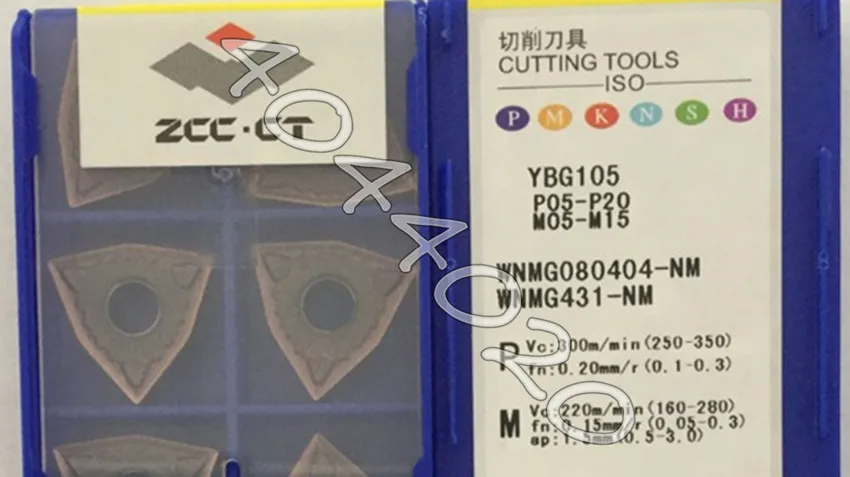 ZCC·CT
切削刀具
CUTTING TOOLS
ISO
P M K N S H
YBG105
P05-P20
M05-M15
WNMG080404-NM
WNMG431-NM
P Vc:300m/min(250-350)
fn:0.20mm/r(0.1-0.3)
M Vc:220m/min(160-280)
fn:0.15mm/r(0.05-0.3)
ap:1.5mm(0.5-3.0)
4044020